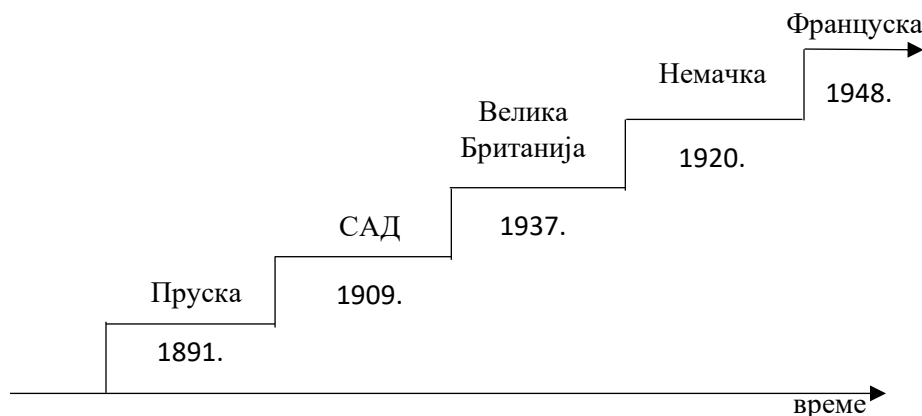 Француска
1948.
Немачка
1920.
Велика
Британија
1937.
САД
1909.
Пруска
1891.
време